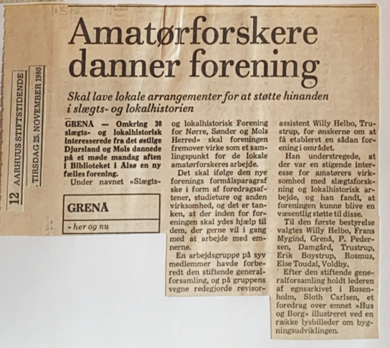 Amatørforskere
danner forening
Skal lave lokale arrangementer for at støtte hinanden
i slægts- og lokalhistorien
12 AARHUUS STIFTSTIDENDE
TIRSDAG 25. NOVEMBER 1986
GRENA – Omkring 30
slægts- og lokalhistorisk
interesserede fra det østlige
Djursland og Mols dannede
på et møde mandag aften
på Biblioteket i Alsø en ny
fælles forening.
Under navnet »Slægts-
GRENÅ
- her og nu
og lokalhistorisk Forening
for Nørre, Sønder og Mols
Herred« skal foreningen
fremover virke som et sam-
lingspunkt for de lokale
amatørforskeres arbejde.
Det skal ifølge den nye
forenings formålsparagraf
ske i form af foredragsaf-
tener, studieture og anden
virksomhed, og det er tan-
ken, at der inden for for-
eningen skal ydes hjælp til
dem, der gerne vil i gang
med at arbejde med em-
nerne.
En arbejdsgruppe på syv
medlemmer havde forbe-
redt den stiftende general-
forsamling, og på gruppens
vegne redegjorde revisor-
assistent Willy Helbo, Tru-
strup, for ønskerne om at
få etableret en sådan for-
ening i området.
Han understregede, at
der var en stigende inter-
esse for amatørers virk-
somhed med slægtsforsk-
ning og lokalhistorisk ar-
bejde, og han fandt, at
foreningen kunne blive en
væsentlig støtte til disse.
Til den første bestyrelse
valgtes Willy Helbo, Frans
Mygind, Grenå, P. Peder-
sen, Damgård, Trustrup,
Erik Boystrup, Rosmus,
Else Toudal, Voldby.
Efter den stiftende gene-
ralforsamling holdt lederen
af egnsarkivet i Rosen-
holm, Sloth Carlsen, et
foredrag over emnet »Hus
og Borg« illustreret ved en
række lysbilleder om byg-
ningsudviklingen.